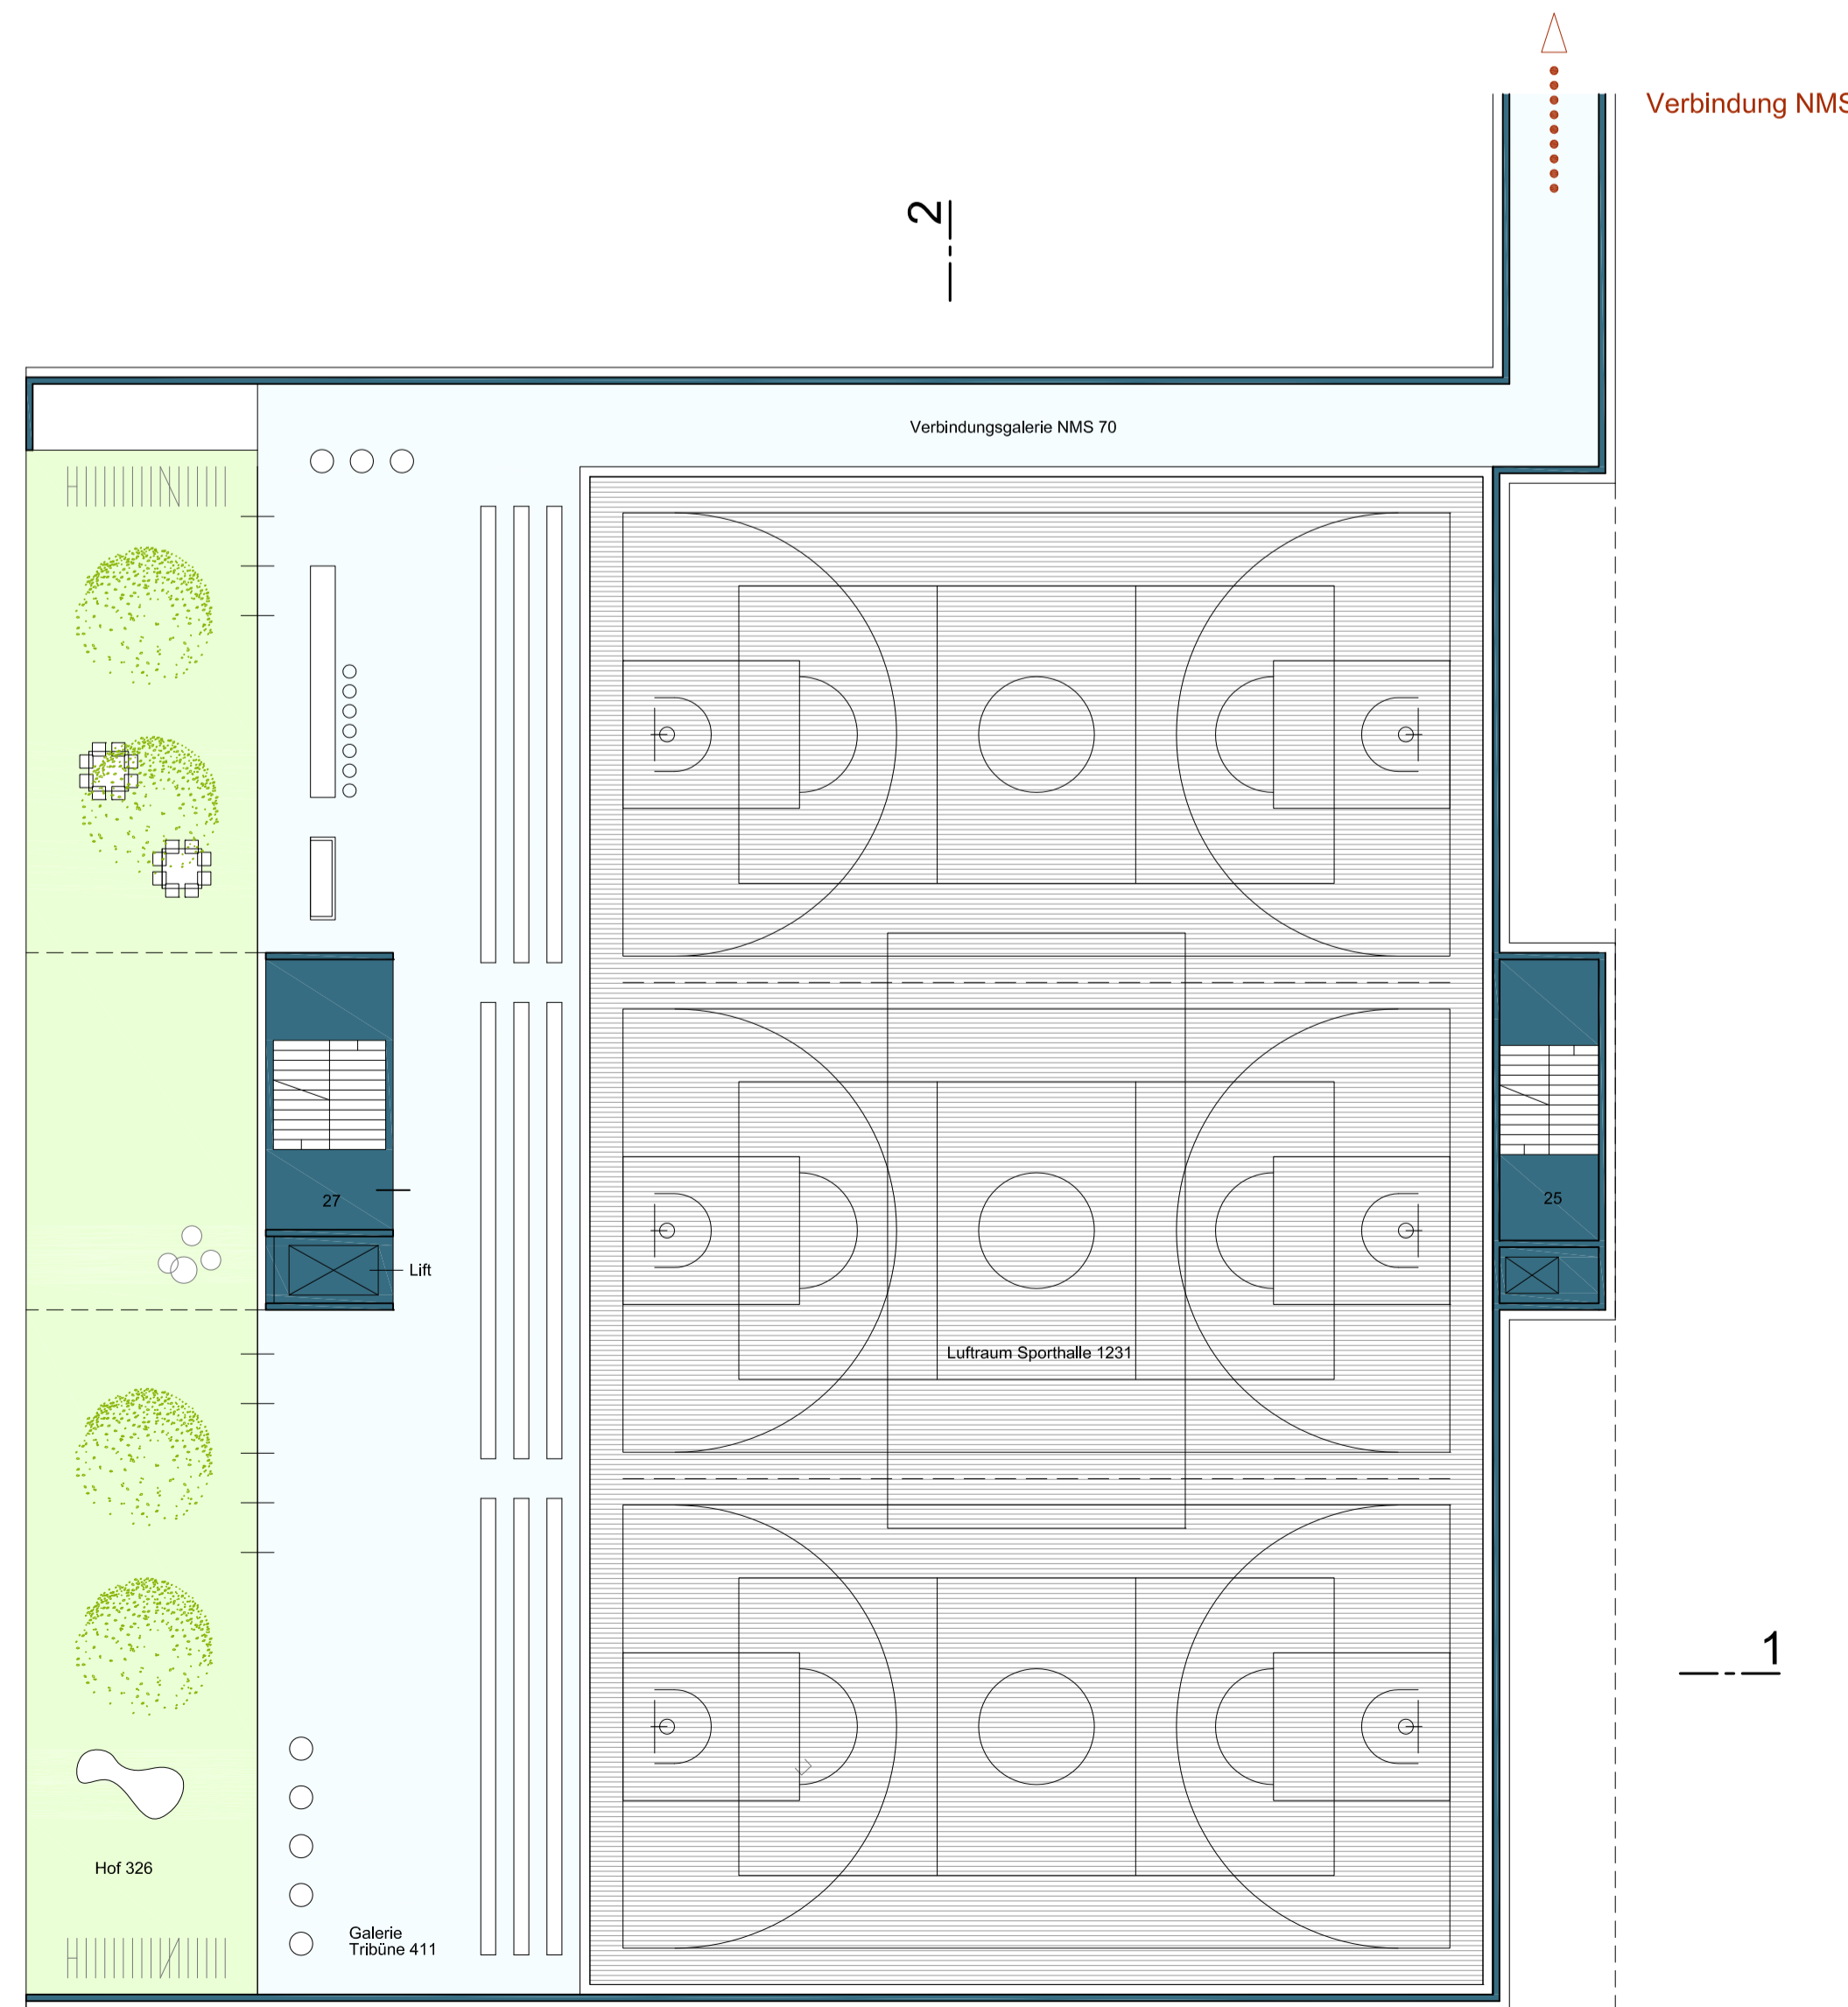 Verbindung NMS
2
Verbindungsgalerie NMS 70
27
25
Lift
Luftraum Sporthalle 1231
1
Hof 326
Galerie
Tribüne 411